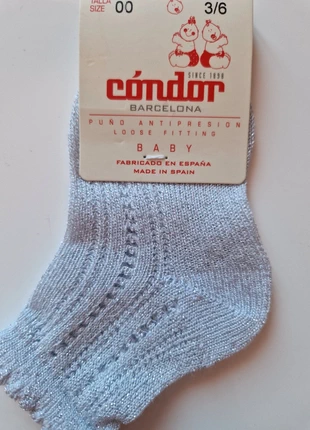 TALLA
SIZE 00 3/6
SINCE 1898
cóndor
BARCELONA
PUÑO ANTIPRESION
LOOSE FITTING
BABY
FABRICADO EN ESPAÑA
MADE IN SPAIN